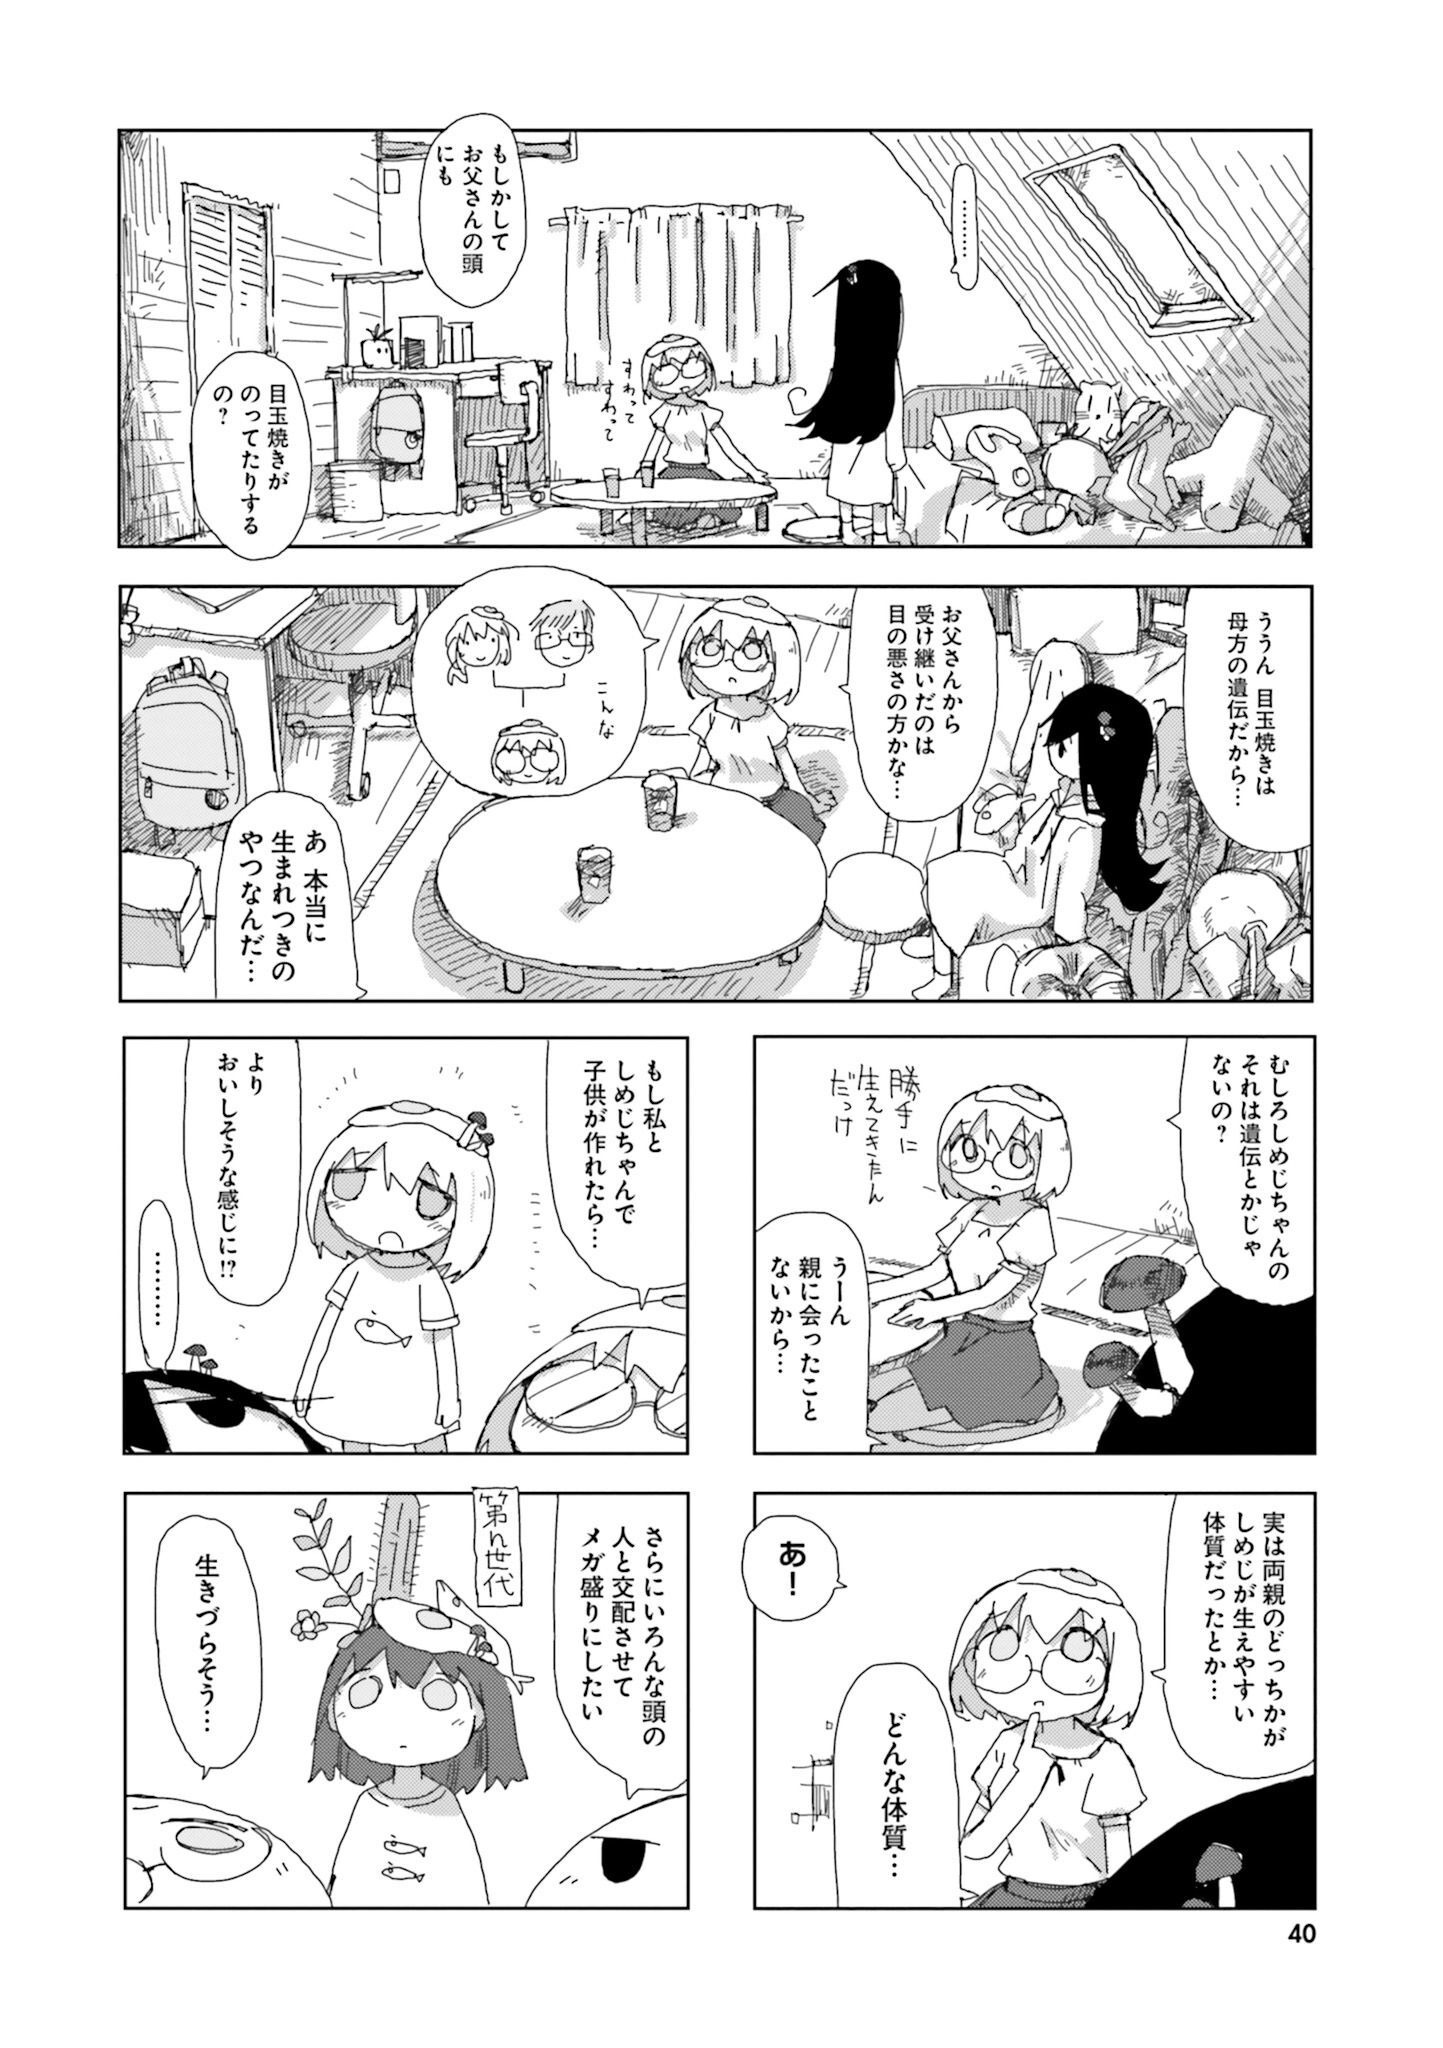 ………
もしかして
お父さんの頭
にも
すわって
すわって
目玉焼きが
のってたりする
の?
ううん 目玉焼きは
母方の遺伝だから…
お父さんから
受け継いだのは
目の悪さの方かな…
こんな
あ 本当に
生まれつきの
やつなんだ…
むしろしめじちゃんの
それは遺伝とかじゃ
ないの?
勝手に
生えてきたん
だっけ
うーん
親に会ったこと
ないから…
もし私と
しめじちゃんで
子供が作れたら…
より
おいしそうな感じに!?
………
実は両親のどっちかが
しめじが生えやすい
体質だったとか…
どんな体質…
あ!
さらにいろんな頭の
人と交配させて
メガ盛りにしたい
第n世代
生きづらそう…
40